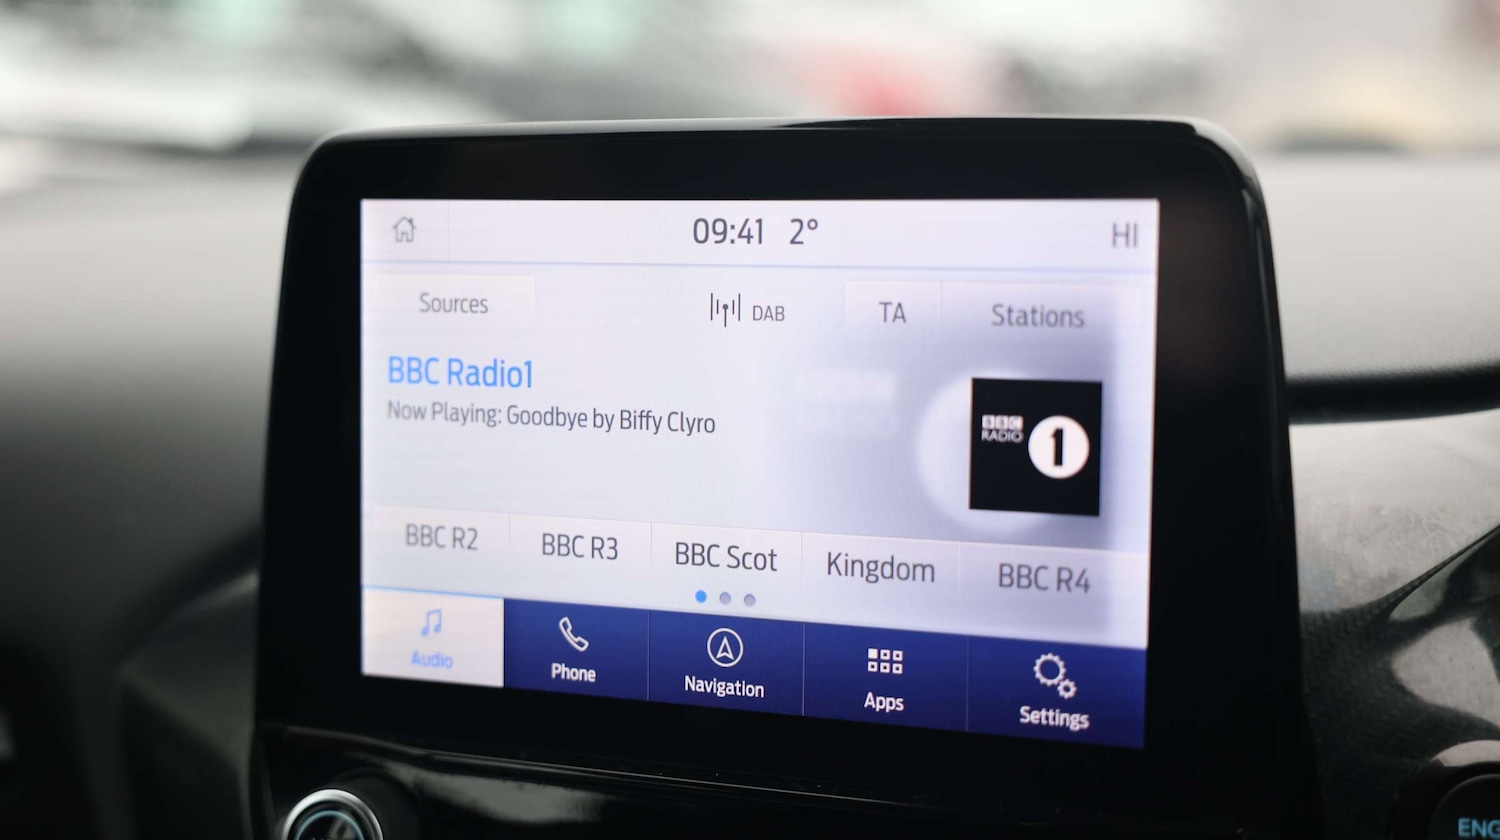 09:41 2° HI
Sources DAB TA Stations
BBC Radio1
Now Playing: Goodbye by Biffy Clyro
BBC
RADIO
1
BBC R2 BBC R3 BBC Scot Kingdom BBC R4
Audio Phone Navigation Apps Settings
ENG